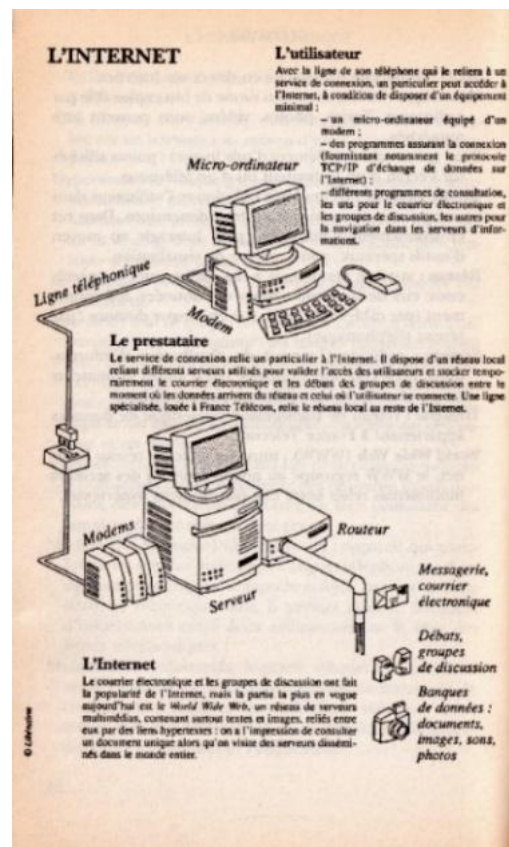 L'INTERNET
L'utilisateur
Avec la ligne de son téléphone qui le reliera à un
service de connexion, un particulier peut accéder à
l'Internet, à condition de disposer d'un équipement
minimal :
– un micro-ordinateur équipé d'un
modem ;
– des programmes assurant la connexion
(fournissant notamment le protocole
TCP/IP d'échange de données sur
l'Internet) ;
– différents programmes de consultation,
les uns pour le courrier électronique et
les groupes de discussion, les autres pour
la navigation dans les serveurs d'infor-
mations.
Micro-ordinateur
Ligne téléphonique
Modem
Le prestataire
Le service de connexion relie un particulier à l'Internet. Il dispose d'un réseau local
reliant différents serveurs utilisés pour valider l'accès des utilisateurs et stocker tempo-
rairement le courrier électronique et les débats des groupes de discussion entre le
moment où les données arrivent du réseau et celui où l'utilisateur se connecte. Une ligne
spécialisée, louée à France Télécom, relie le réseau local au reste de l'Internet.
Modems
Serveur
Routeur
Messagerie,
courrier
électronique
Débats,
groupes
de discussion
Banques
de données :
documents,
images, sons,
photos
L'Internet
Le courrier électronique et les groupes de discussion ont fait
la popularité de l'Internet, mais la partie la plus en vogue
aujourd'hui est le World Wide Web, un réseau de serveurs
multimédias, contenant surtout textes et images, reliés entre
eux par des liens hypertextes : on a l'impression de consulter
un document unique alors qu'on visite des serveurs dissémi-
nés dans le monde entier.